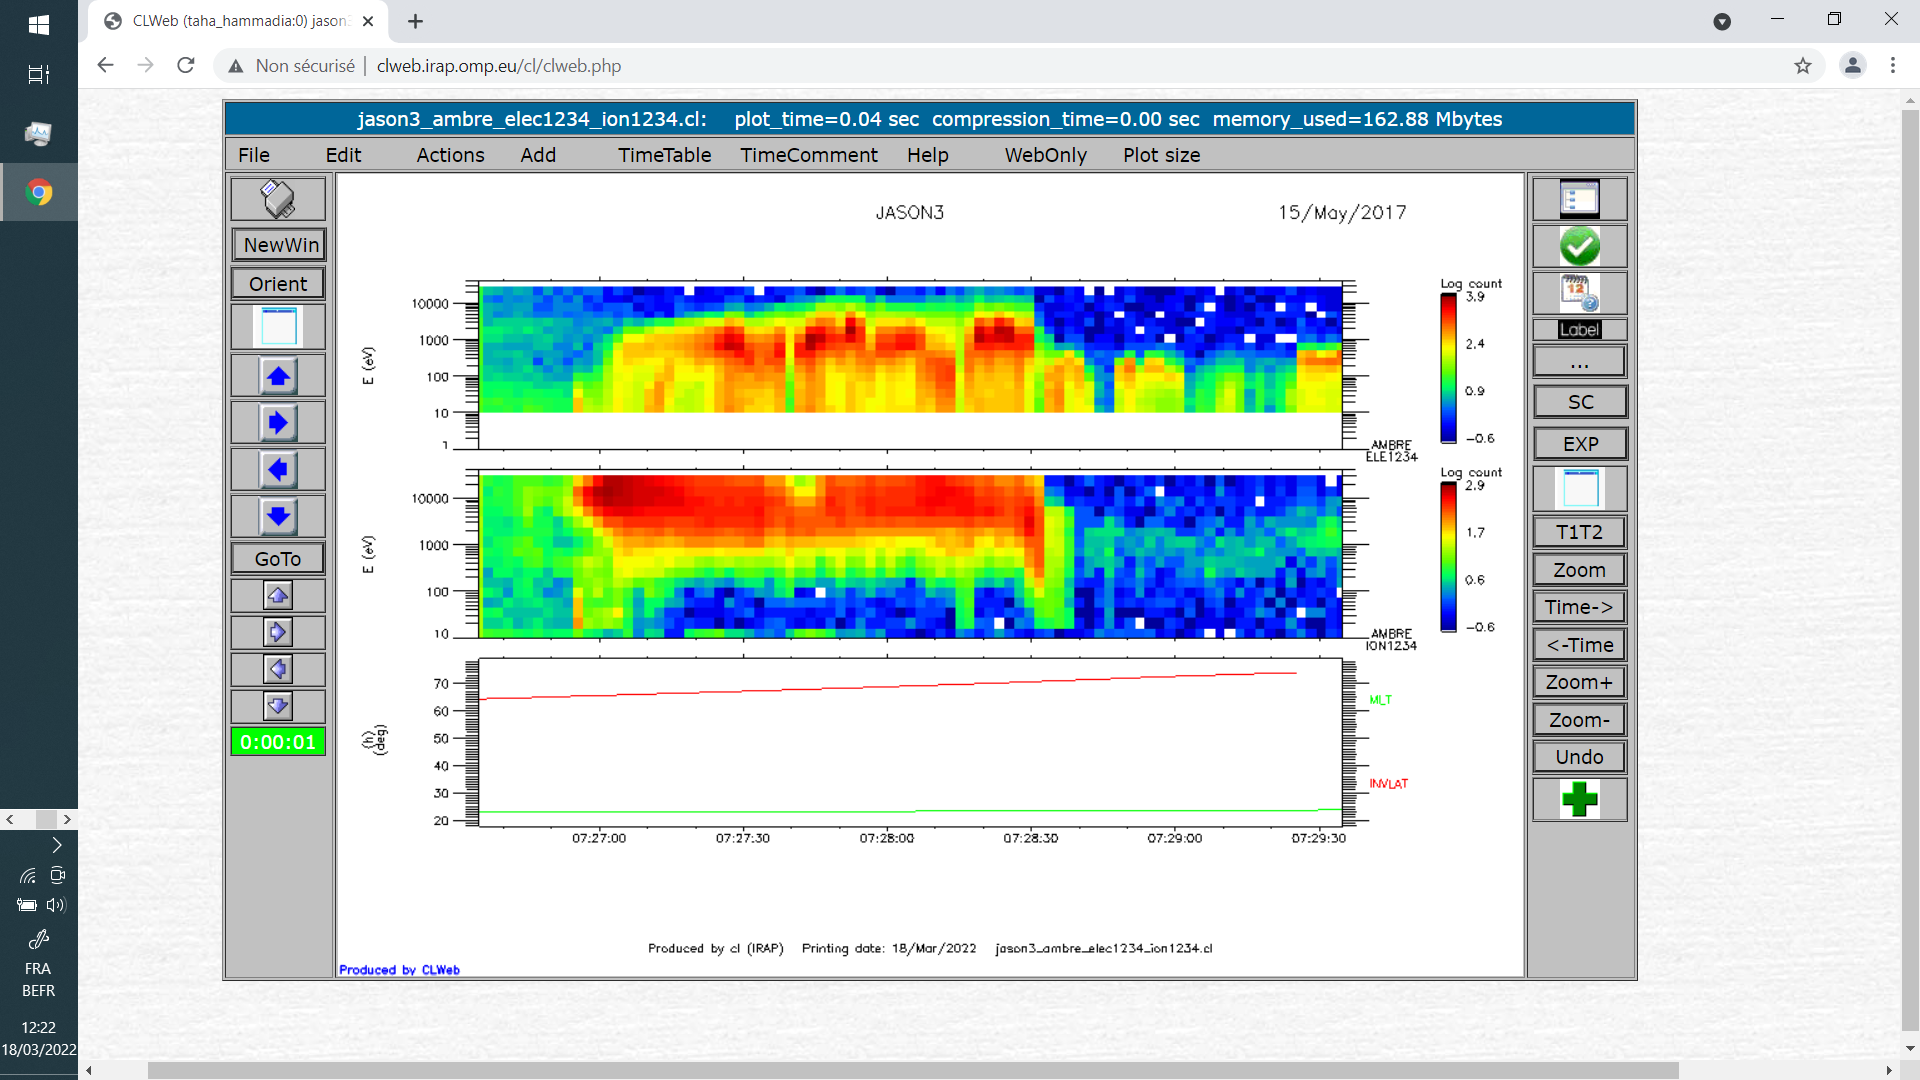 CLWeb (taha_hammadia:0) jason
Non sécurisé | clweb.irap.omp.eu/cl/clweb.php
jason3_ambre_elec1234_ion1234.cl: plot_time=0.04 sec compression_time=0.00 sec memory_used=162.88 Mbytes
File Edit Actions Add TimeTable TimeComment Help WebOnly Plot size
NewWin
Orient
GoTo
0:00:01
JASON3 15/May/2017
Log count
3.9
2.4
0.9
-0.6
10000
1000
100
10
1
E (eV)
AMBRE
ELE1234
Log count
2.9
1.7
0.6
-0.6
10000
1000
100
10
E (eV)
AMBRE
ION1234
70
60
50
40
30
20
(h)
(deg)
MLT
INVLAT
07:27:00 07:27:30 07:28:00 07:28:30 07:29:00 07:29:30
Produced by cl (IRAP) Printing date: 18/Mar/2022 jason3_ambre_elec1234_ion1234.cl
Produced by CLWeb
12
Label
...
SC
EXP
T1T2
Zoom
Time->
<-Time
Zoom+
Zoom-
Undo
FRA
BEFR
12:22
18/03/2022